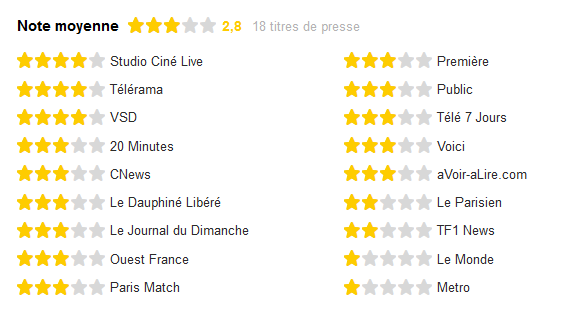 Note moyenne 2,8 18 titres de presse
Studio Ciné Live
Télérama
VSD
20 Minutes
CNews
Le Dauphiné Libéré
Le Journal du Dimanche
Ouest France
Paris Match
Première
Public
Télé 7 Jours
Voici
aVoir-aLire.com
Le Parisien
TF1 News
Le Monde
Metro